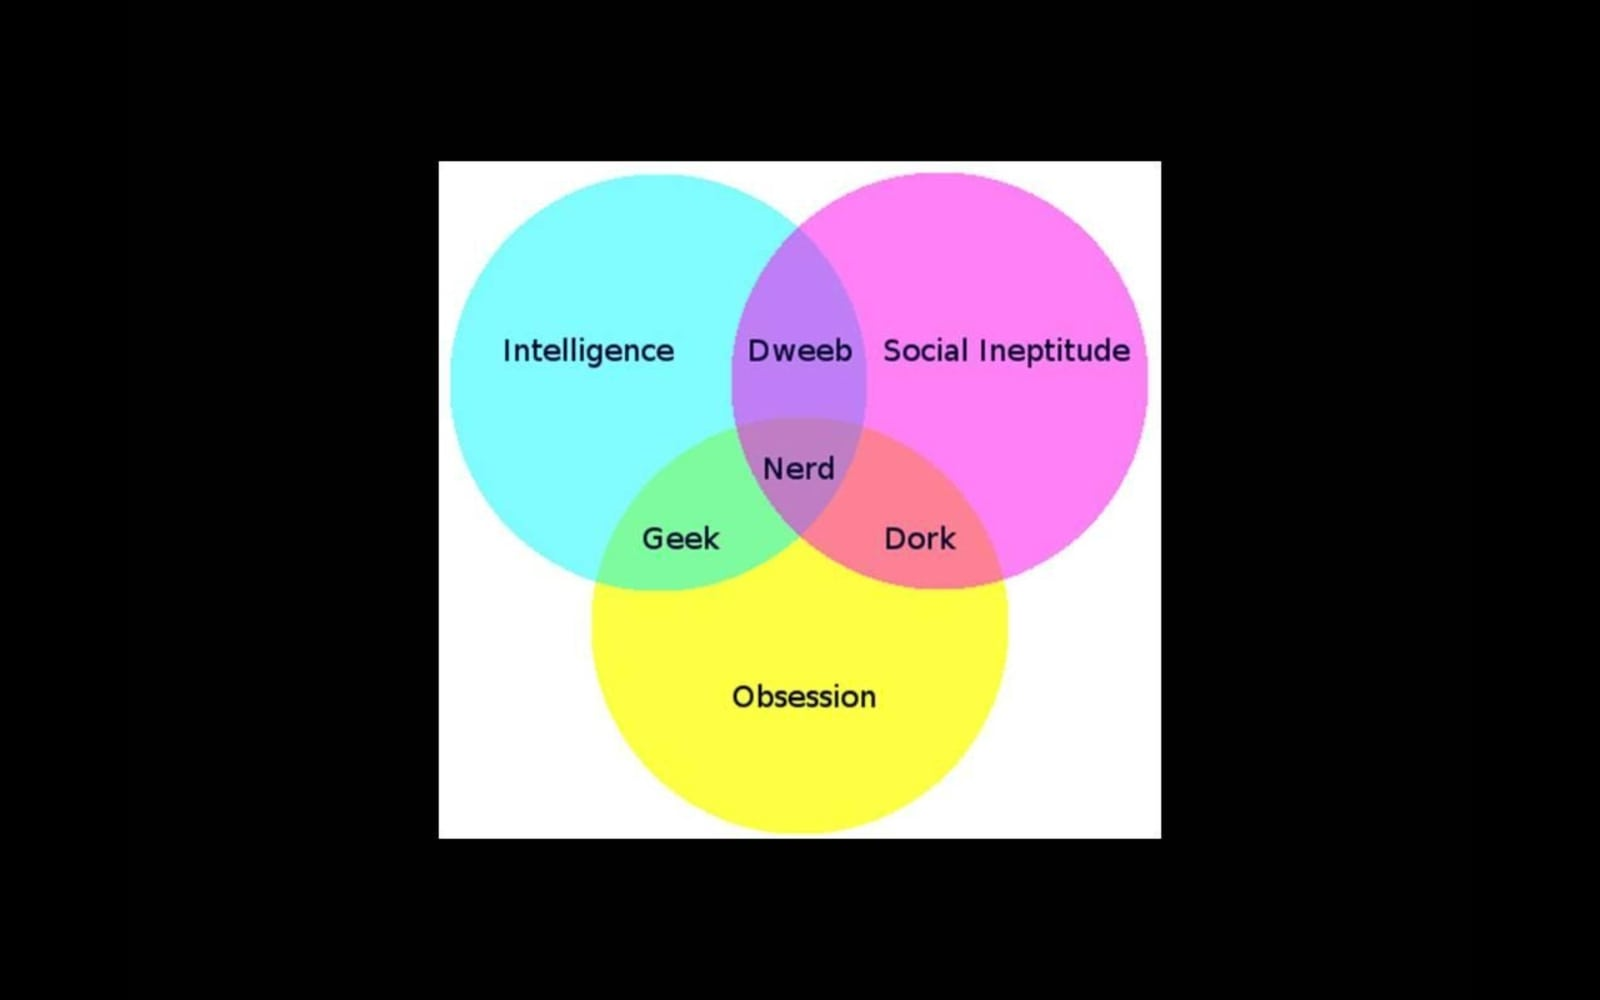 Intelligence
Dweeb
Social Ineptitude
Nerd
Geek
Dork
Obsession